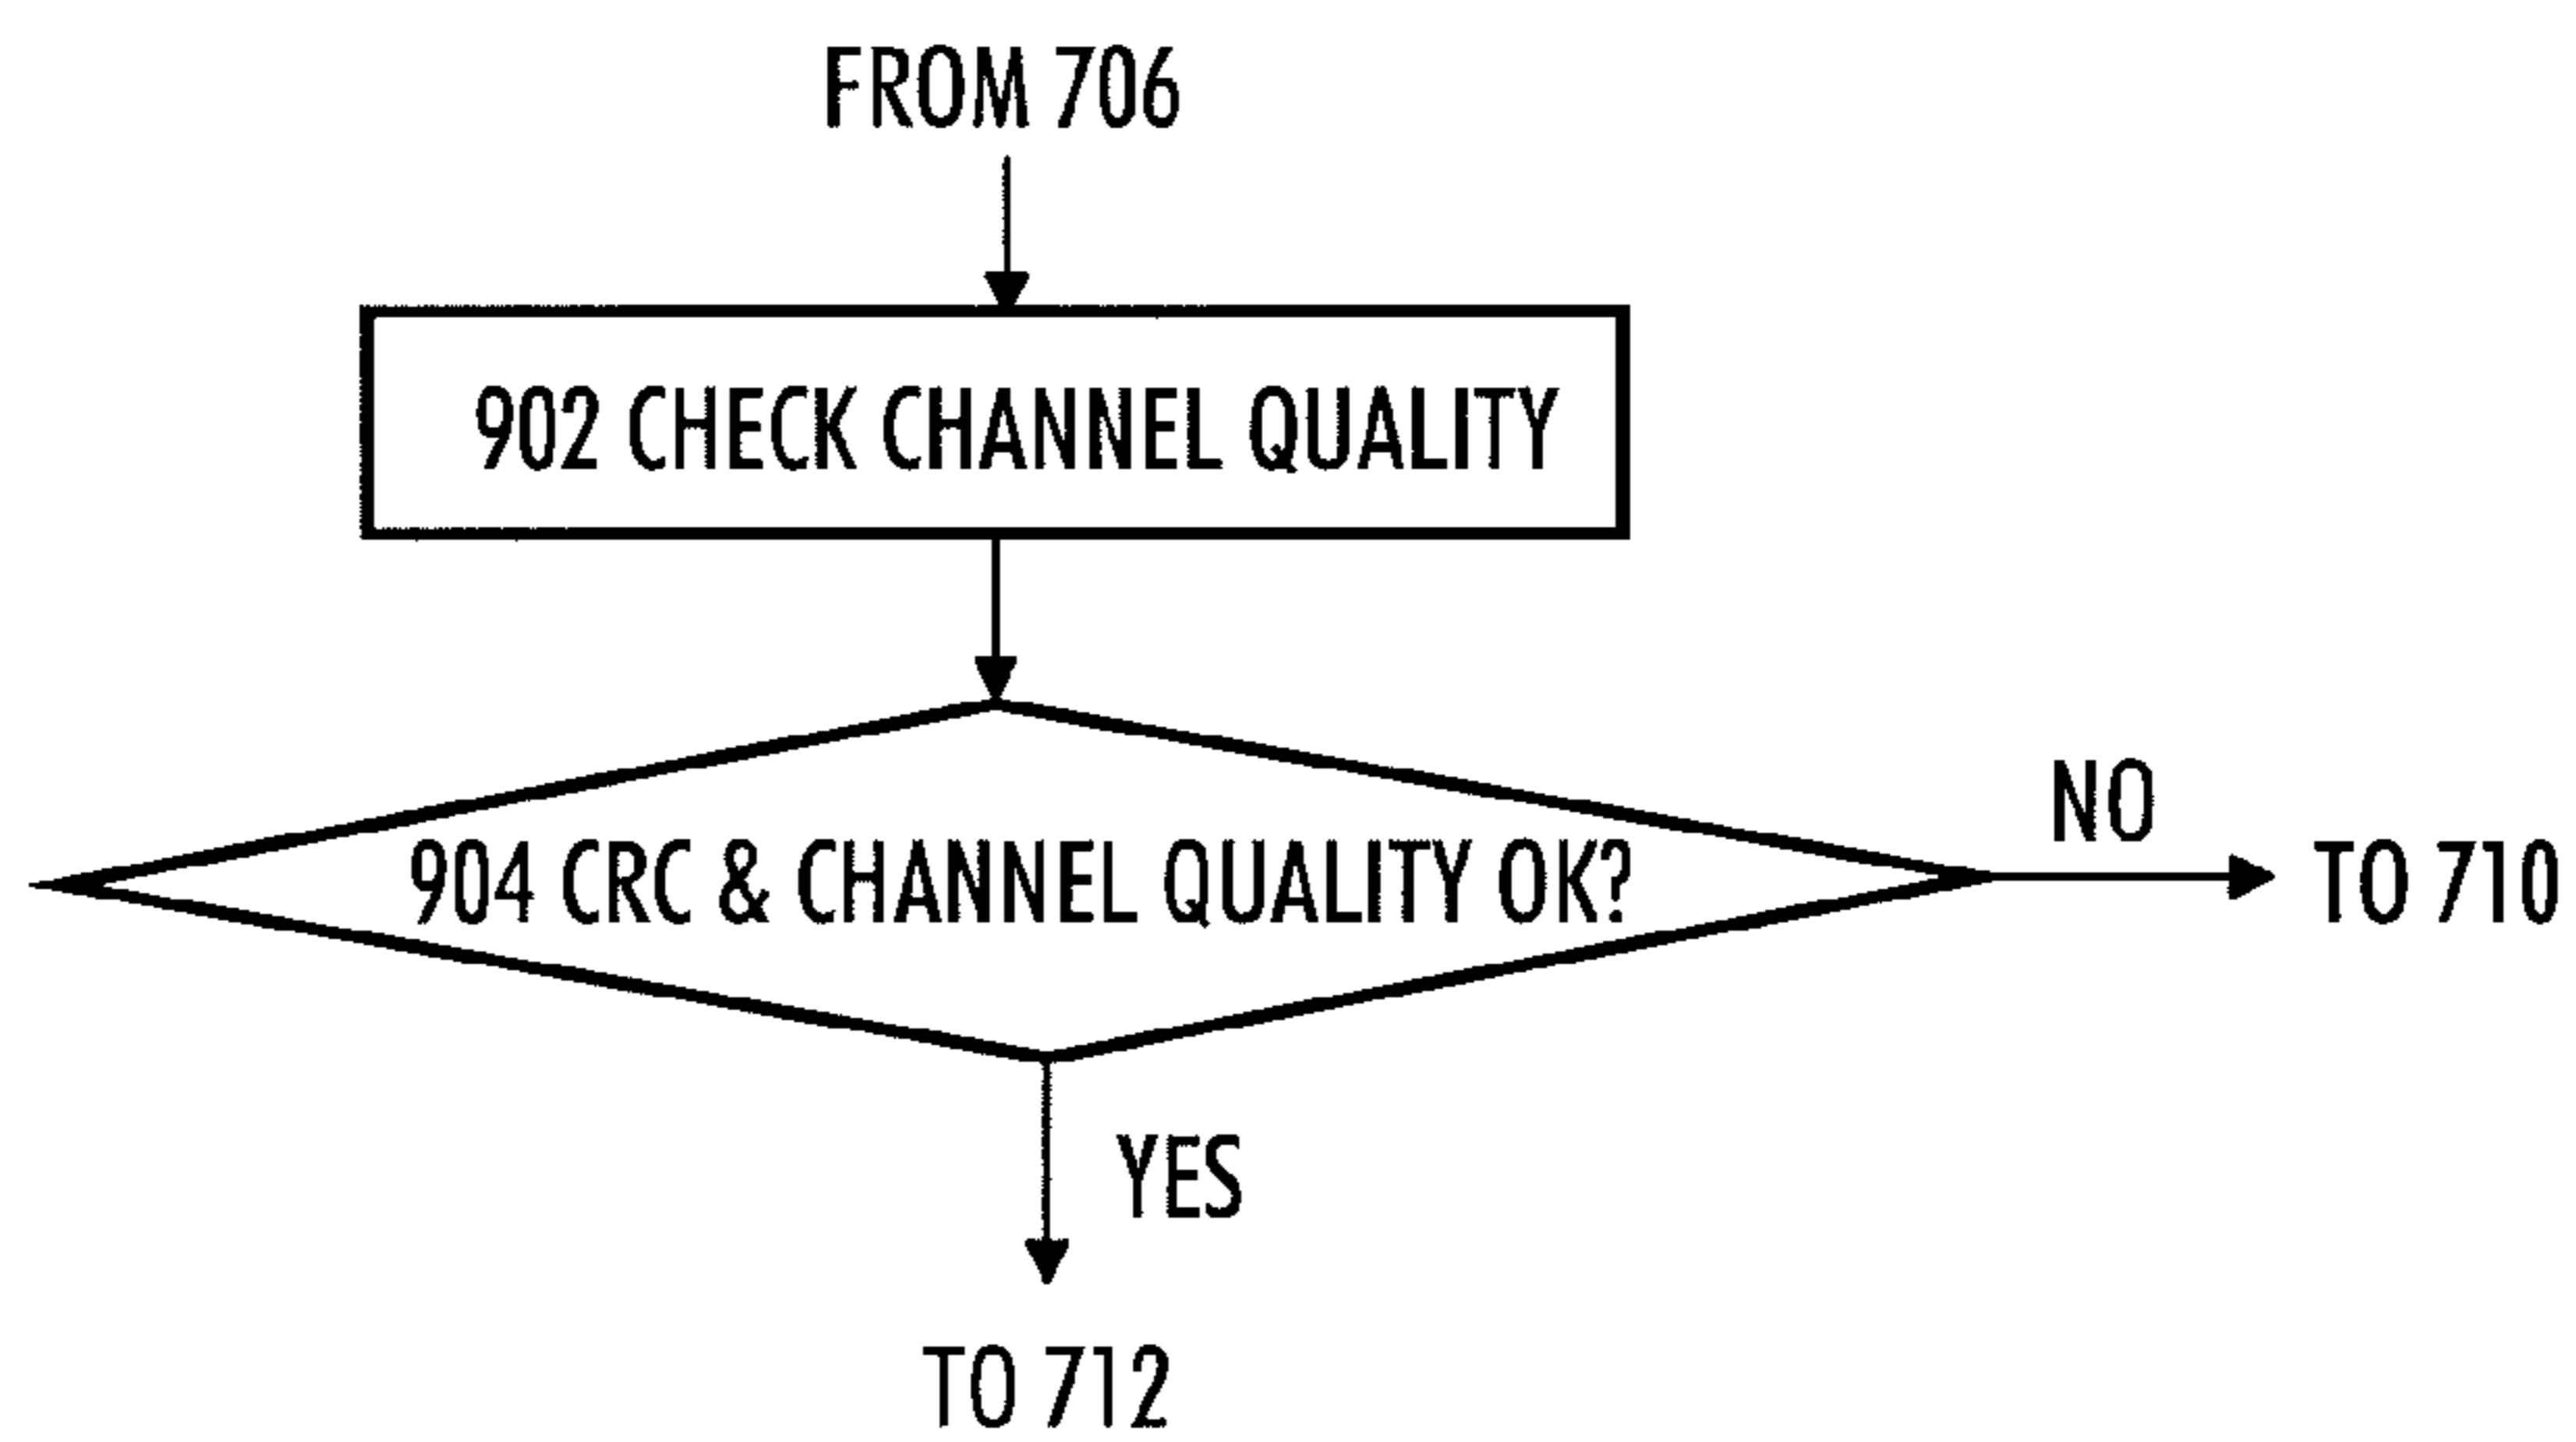 FROM 706
902 CHECK CHANNEL QUALITY
904 CRC & CHANNEL QUALITY OK?
NO
TO 710
YES
TO 712